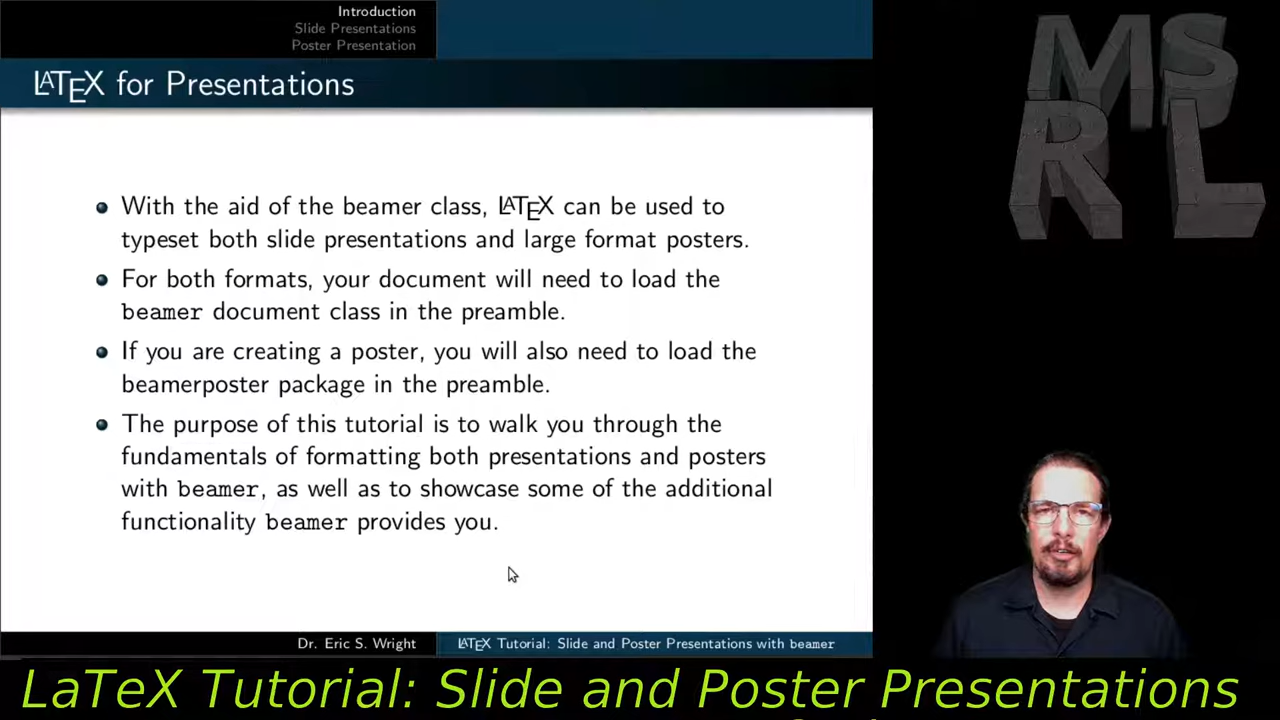 Introduction
Slide Presentations
Poster Presentation
LATEX for Presentations
With the aid of the beamer class, LATEX can be used to
typeset both slide presentations and large format posters.
For both formats, your document will need to load the
beamer document class in the preamble.
If you are creating a poster, you will also need to load the
beamerposter package in the preamble.
The purpose of this tutorial is to walk you through the
fundamentals of formatting both presentations and posters
with beamer, as well as to showcase some of the additional
functionality beamer provides you.
Dr. Eric S. Wright
LATEX Tutorial: Slide and Poster Presentations with beamer
MS
RL
LaTeX Tutorial: Slide and Poster Presentations